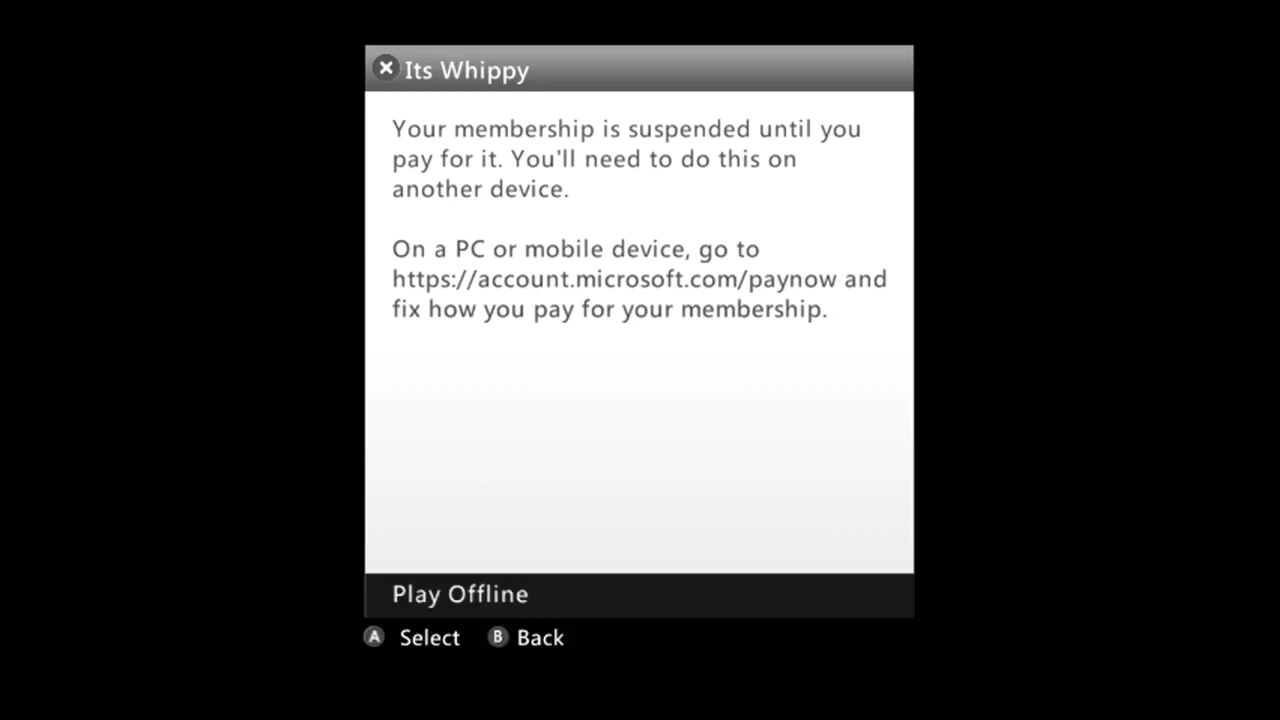 Its Whippy
Your membership is suspended until you
pay for it. You'll need to do this on
another device.
On a PC or mobile device, go to
https://account.microsoft.com/paynow and
fix how you pay for your membership.
Play Offline
A Select B Back